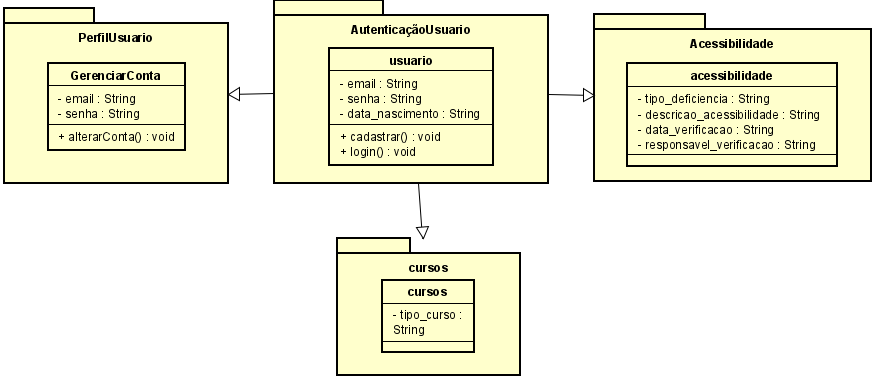 PerfilUsuario
GerenciarConta
- email : String
- senha : String
+ alterarConta() : void
AutenticaçãoUsuario
usuario
- email : String
- senha : String
- data_nascimento : String
+ cadastrar() : void
+ login() : void
Acessibilidade
acessibilidade
- tipo_deficiencia : String
- descricao_acessibilidade : String
- data_verificacao : String
- responsavel_verificacao : String
cursos
cursos
- tipo_curso :
String